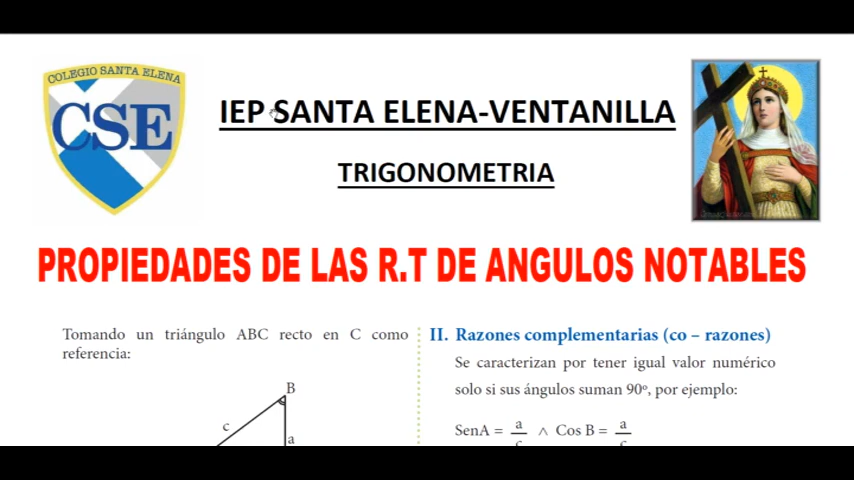 COLEGIO SANTA ELENA
CSE
IEP SANTA ELENA-VENTANILLA
TRIGONOMETRIA
PROPIEDADES DE LAS R.T DE ANGULOS NOTABLES
Tomando un triángulo ABC recto en C como
referencia:
B
c
a
II. Razones complementarias (co – razones)
Se caracterizan por tener igual valor numérico
solo si sus ángulos suman 90º, por ejemplo:
SenA = a/c ∧ Cos B = a/c